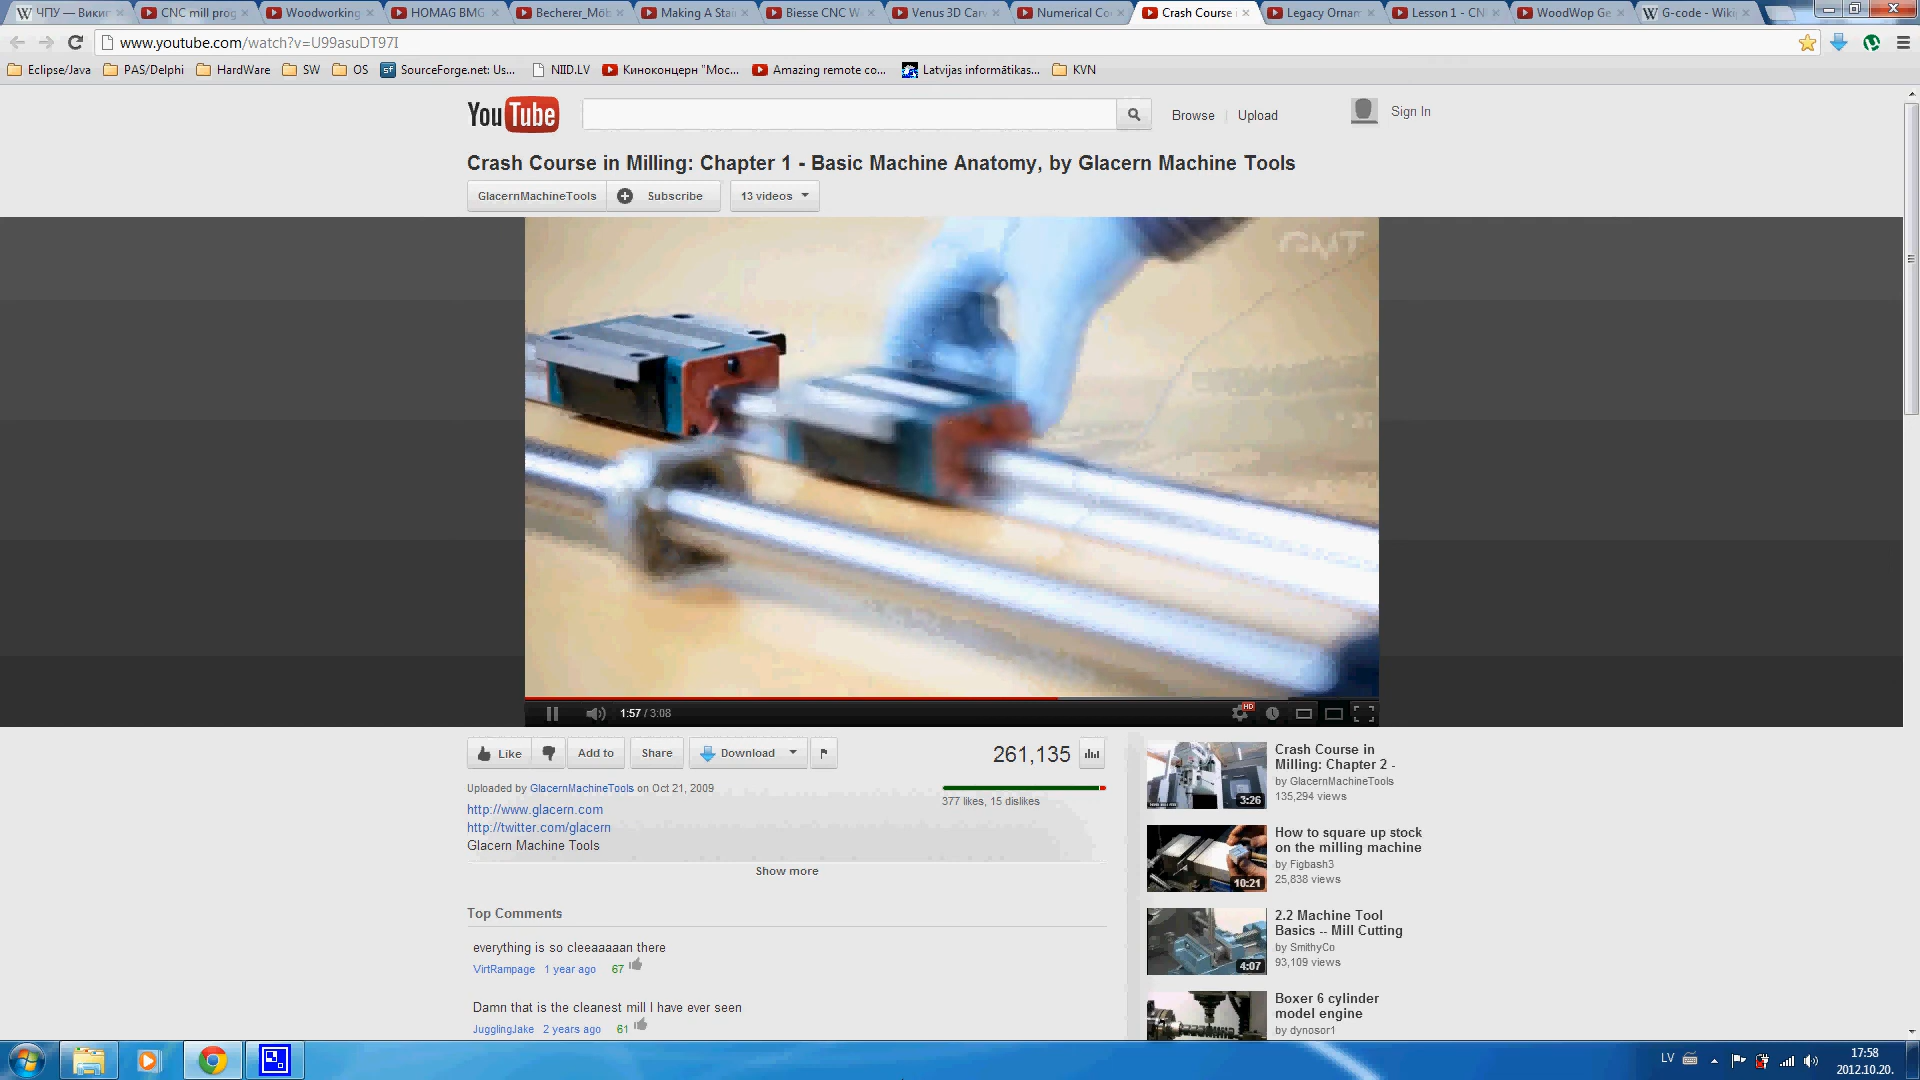 ЧПУ — Вики
CNC mill prog
Woodworking
HOMAG BMG
Becherer_Möb
Making A Stai
Biesse CNC W
Venus 3D Carv
Numerical Co
Crash Course i
Legacy Ornam
Lesson 1 - CN
WoodWop Ge
G-code - Wiki
www.youtube.com/watch?v=U99asuDT97I
Eclipse/Java
PAS/Delphi
HardWare
SW
OS
SourceForge.net: Us...
NIID.LV
Киноконцерн "Мос...
Amazing remote co...
Latvijas informātikas...
KVN
YouTube
Browse
Upload
Sign In
Crash Course in Milling: Chapter 1 - Basic Machine Anatomy, by Glacern Machine Tools
GlacernMachineTools
Subscribe
13 videos
GMT
1:57 / 3:08
HD
Like
Add to
Share
Download
261,135
Uploaded by GlacernMachineTools on Oct 21, 2009
377 likes, 15 dislikes
http://www.glacern.com
http://twitter.com/glacern
Glacern Machine Tools
Show more
Top Comments
everything is so cleeaaaaan there
VirtRampage 1 year ago 67
Damn that is the cleanest mill I have ever seen
JugglingJake 2 years ago 61
3:26
Crash Course in
Milling: Chapter 2 -
by GlacernMachineTools
135,294 views
10:21
How to square up stock
on the milling machine
by Figbash3
25,838 views
4:07
2.2 Machine Tool
Basics -- Mill Cutting
by SmithyCo
93,109 views
Boxer 6 cylinder
model engine
by dynosor1
LV
17:58
2012.10.20.